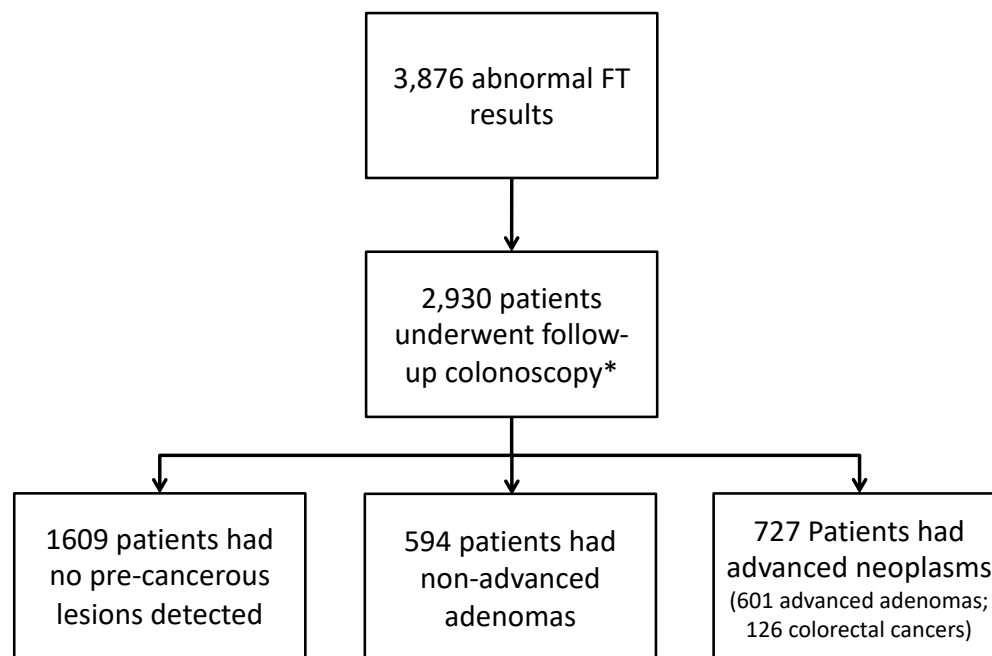 3,876 abnormal FT
results
2,930 patients
underwent follow-
up colonoscopy*
1609 patients had
no pre-cancerous
lesions detected
594 patients had
non-advanced
adenomas
727 Patients had
advanced neoplasms
(601 advanced adenomas;
126 colorectal cancers)